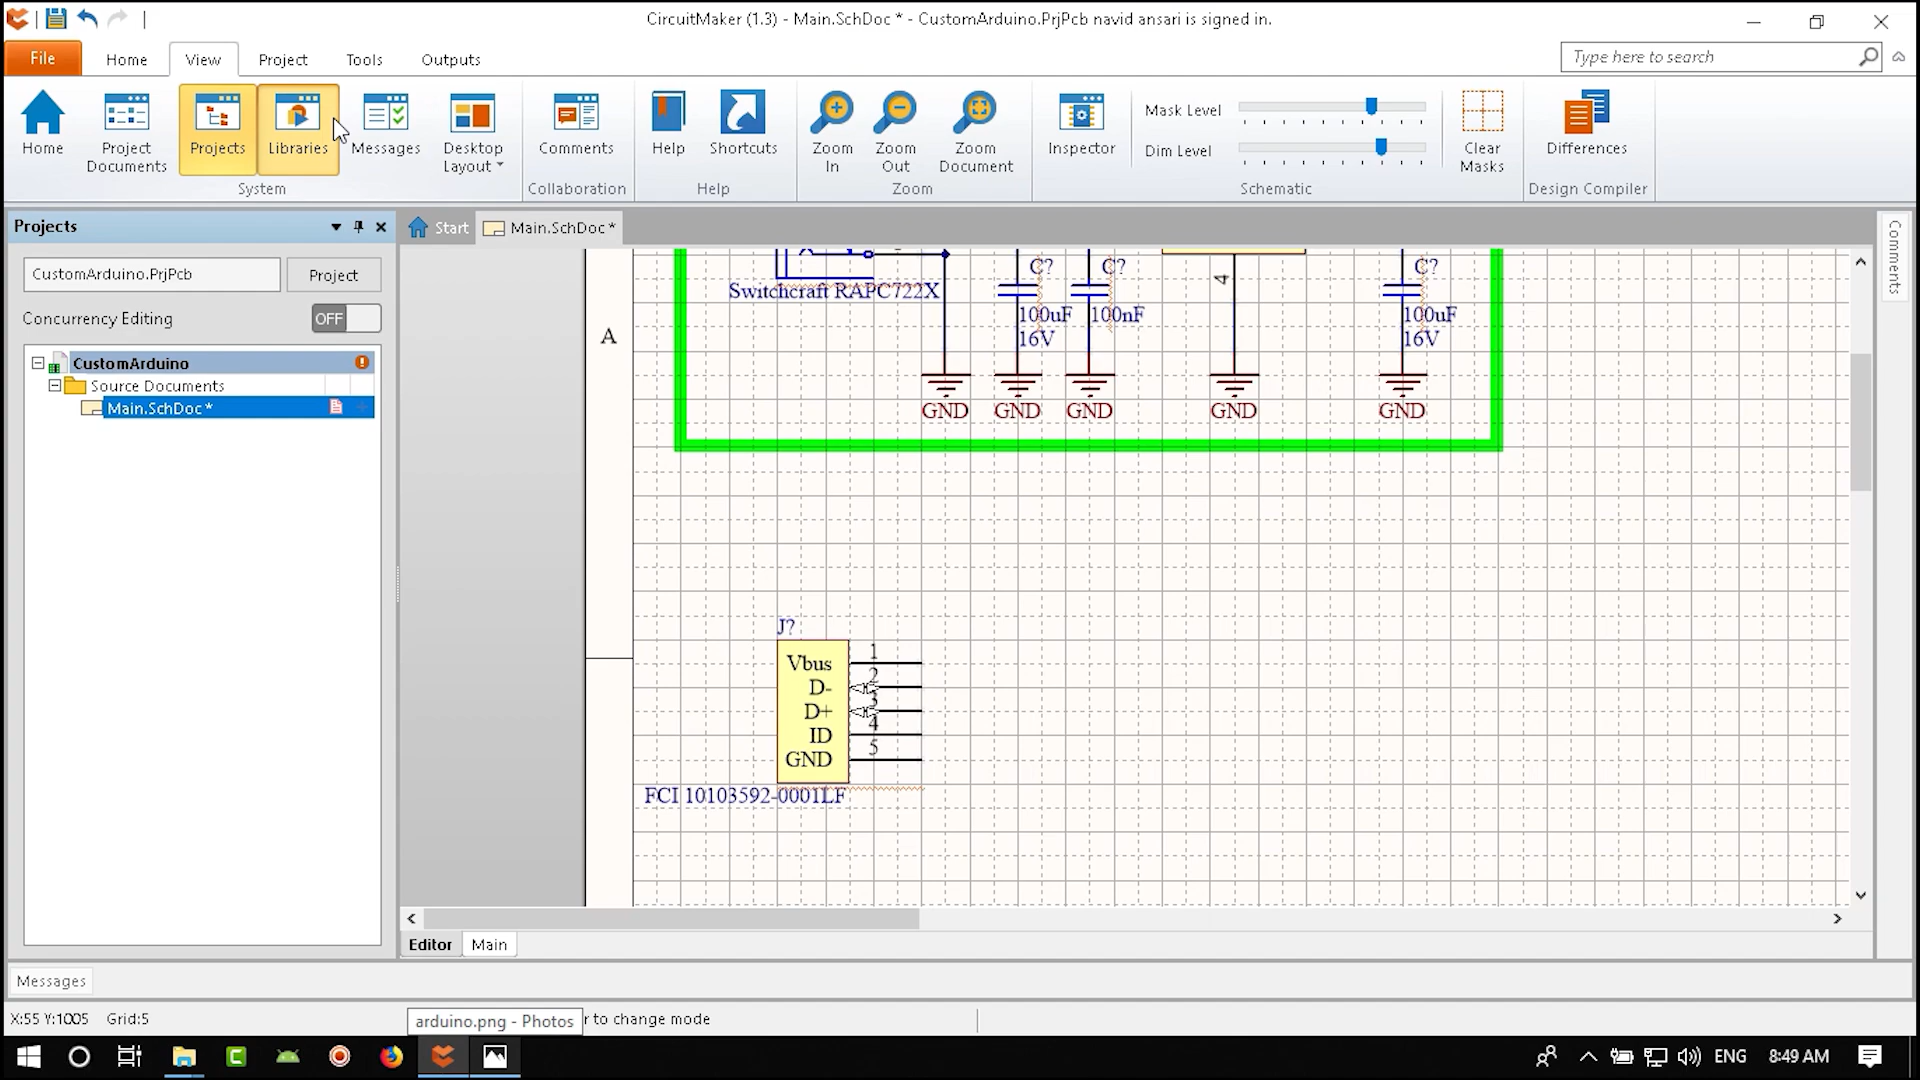 CircuitMaker (1.3) - Main.SchDoc * - CustomArduino.PrjPcb navid ansari is signed in.
File Home View Project Tools Outputs
Type here to search
Home
Project Documents
Projects
Libraries
Messages
Desktop Layout
System
Comments
Collaboration
Help
Shortcuts
Help
Zoom In
Zoom Out
Zoom Document
Zoom
Inspector
Mask Level
Dim Level
Clear Masks
Schematic
Differences
Design Compiler
Projects
CustomArduino.PrjPcb
Project
Concurrency Editing
OFF
CustomArduino
Source Documents
Main.SchDoc *
Start
Main.SchDoc *
Comments
A
Switchcraft RAPC722X
C?
100uF
16V
C?
100nF
4
C?
100uF
16V
GND GND GND GND GND
J?
Vbus 1
D- 2
D+ 3
ID 4
GND 5
FCI 10103592-0001LF
Editor Main
Messages
X:55 Y:1005 Grid:5
arduino.png - Photos
r to change mode
ENG
8:49 AM